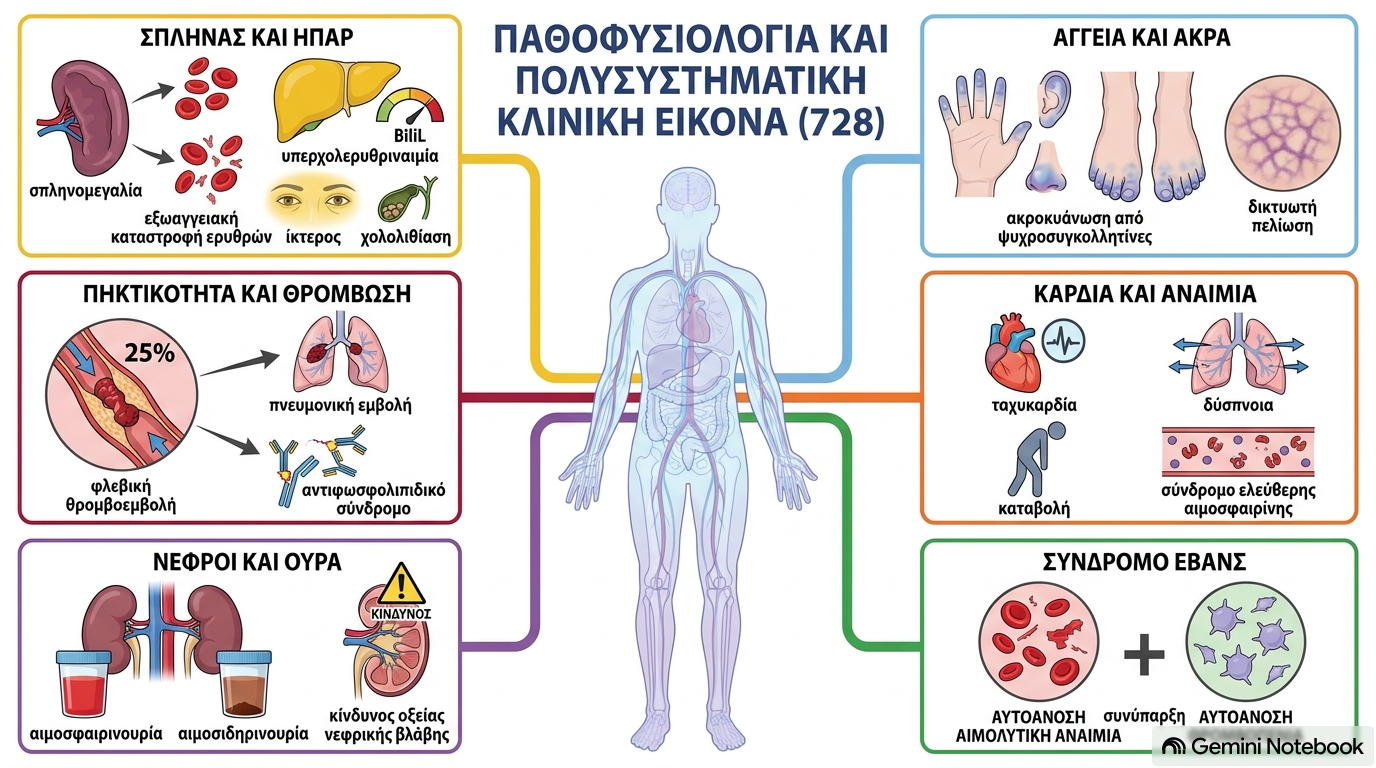 ΠΑΘΟΦΥΣΙΟΛΟΓΙΑ ΚΑΙ
ΠΟΛΥΣΥΣΤΗΜΑΤΙΚΗ
ΚΛΙΝΙΚΗ ΕΙΚΟΝΑ (728)
ΣΠΛΗΝΑΣ ΚΑΙ ΗΠΑΡ
σπληνομεγαλία
εξωαγγειακή
καταστροφή ερυθρών
BiliL
υπερχολερυθριναιμία
ίκτερος
χολολιθίαση
ΠΗΚΤΙΚΟΤΗΤΑ ΚΑΙ ΘΡΟΜΒΩΣΗ
25%
φλεβική
θρομβοεμβολή
πνευμονική εμβολή
αντιφωσφολιπιδικό
σύνδρομο
ΝΕΦΡΟΙ ΚΑΙ ΟΥΡΑ
αιμοσφαιρινουρία
αιμοσιδηρινουρία
ΚΙΝΔΥΝΟΣ
κίνδυνος οξείας
νεφρικής βλάβης
ΑΓΓΕΙΑ ΚΑΙ ΑΚΡΑ
ακροκυάνωση από
ψυχροσυγκολλητίνες
δικτυωτή
πελίωση
ΚΑΡΔΙΑ ΚΑΙ ΑΝΑΙΜΙΑ
ταχυκαρδία
δύσπνοια
καταβολή
σύνδρομο ελεύθερης
αιμοσφαιρίνης
ΣΥΝΔΡΟΜΟ ΕΒΑΝΣ
ΑΥΤΟΑΝΟΣΗ
ΑΙΜΟΛΥΤΙΚΗ ΑΝΑΙΜΙΑ
+
συνύπαρξη
ΑΥΤΟΑΝΟΣΗ
Gemini Notebook